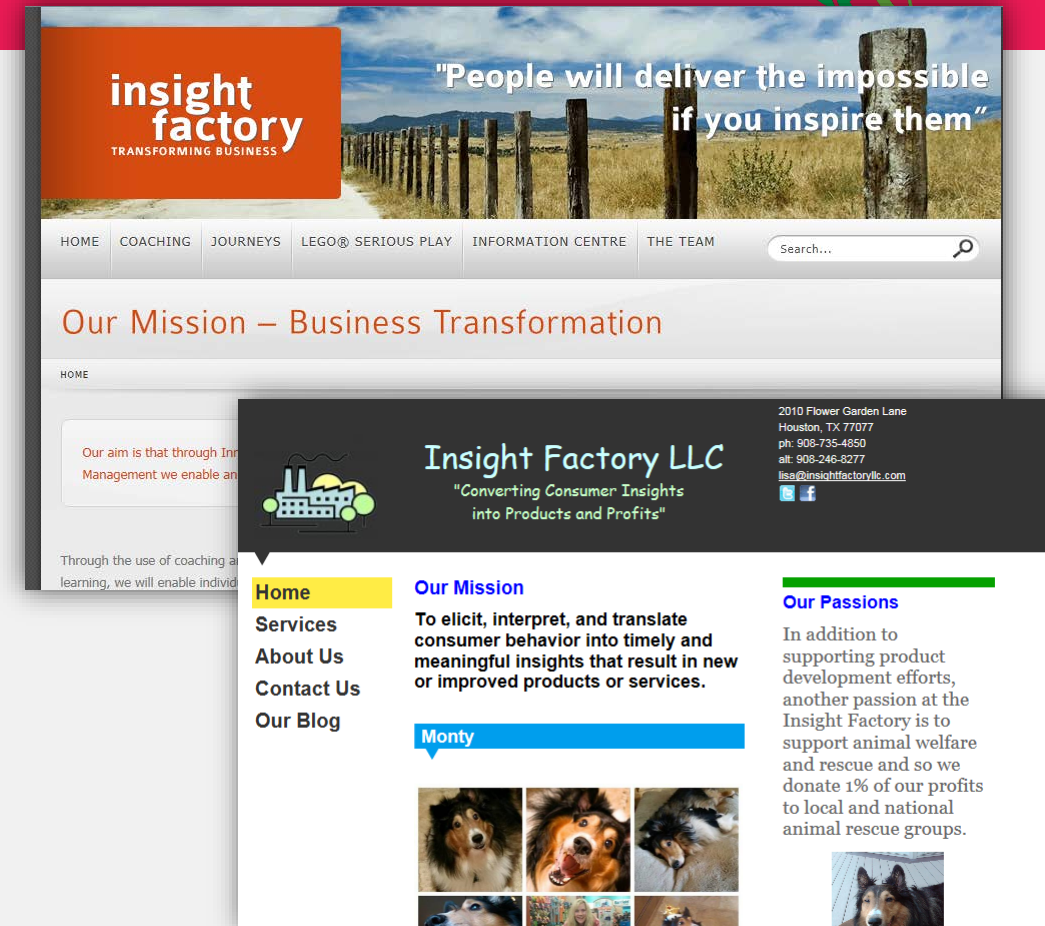 insight
factory
TRANSFORMING BUSINESS
"People will deliver the impossible
if you inspire them"
HOME COACHING JOURNEYS LEGO® SERIOUS PLAY INFORMATION CENTRE THE TEAM
Search...
Our Mission – Business Transformation
HOME
Our aim is that through
Management we enable
Through the use of coaching
learning, we will enable
Insight Factory LLC
"Converting Consumer Insights
into Products and Profits"
2010 Flower Garden Lane
Houston, TX 77077
ph: 908-735-4850
alt: 908-246-8277
lisa@insightfactoryllc.com
Home
Services
About Us
Contact Us
Our Blog
Our Mission
To elicit, interpret, and translate
consumer behavior into timely and
meaningful insights that result in new
or improved products or services.
Monty
Our Passions
In addition to
supporting product
development efforts,
another passion at the
Insight Factory is to
support animal welfare
and rescue and so we
donate 1% of our profits
to local and national
animal rescue groups.